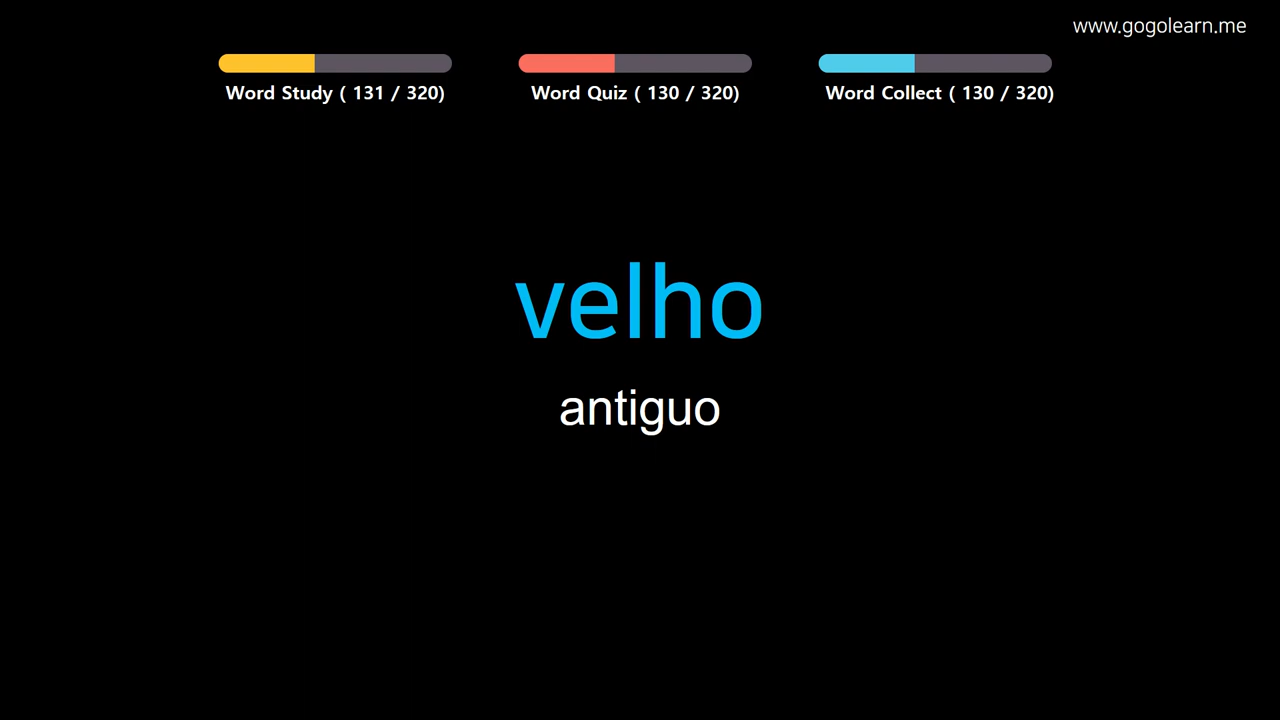 www.gogolearn.me
Word Study ( 131 / 320)
Word Quiz ( 130 / 320)
Word Collect ( 130 / 320)
velho
antiguo